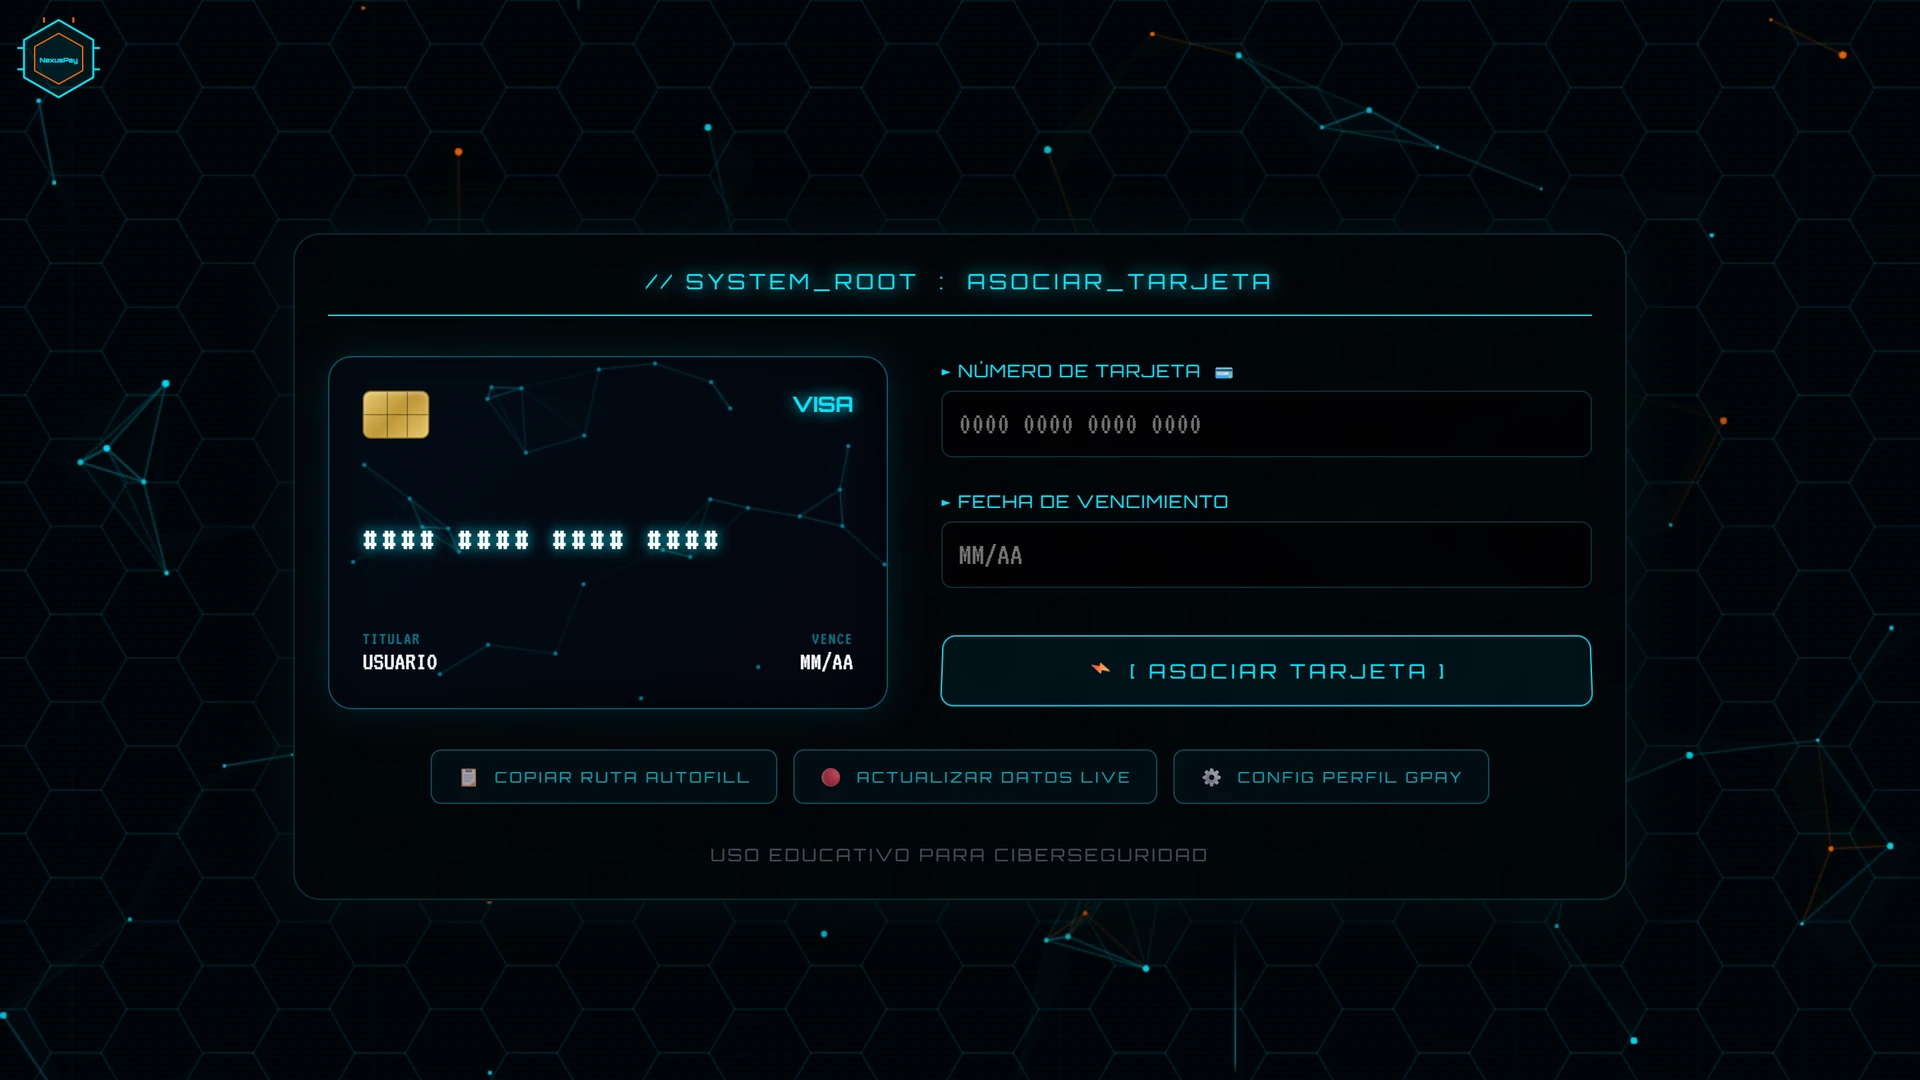 NexusPay
// SYSTEM_ROOT : ASOCIAR_TARJETA
VISA
#### #### #### ####
TITULAR
USUARIO
VENCE
MM/AA
► NÚMERO DE TARJETA
0000 0000 0000 0000
► FECHA DE VENCIMIENTO
MM/AA
[ ASOCIAR TARJETA ]
COPIAR RUTA AUTOFILL
ACTUALIZAR DATOS LIVE
CONFIG PERFIL GPAY
USO EDUCATIVO PARA CIBERSEGURIDAD